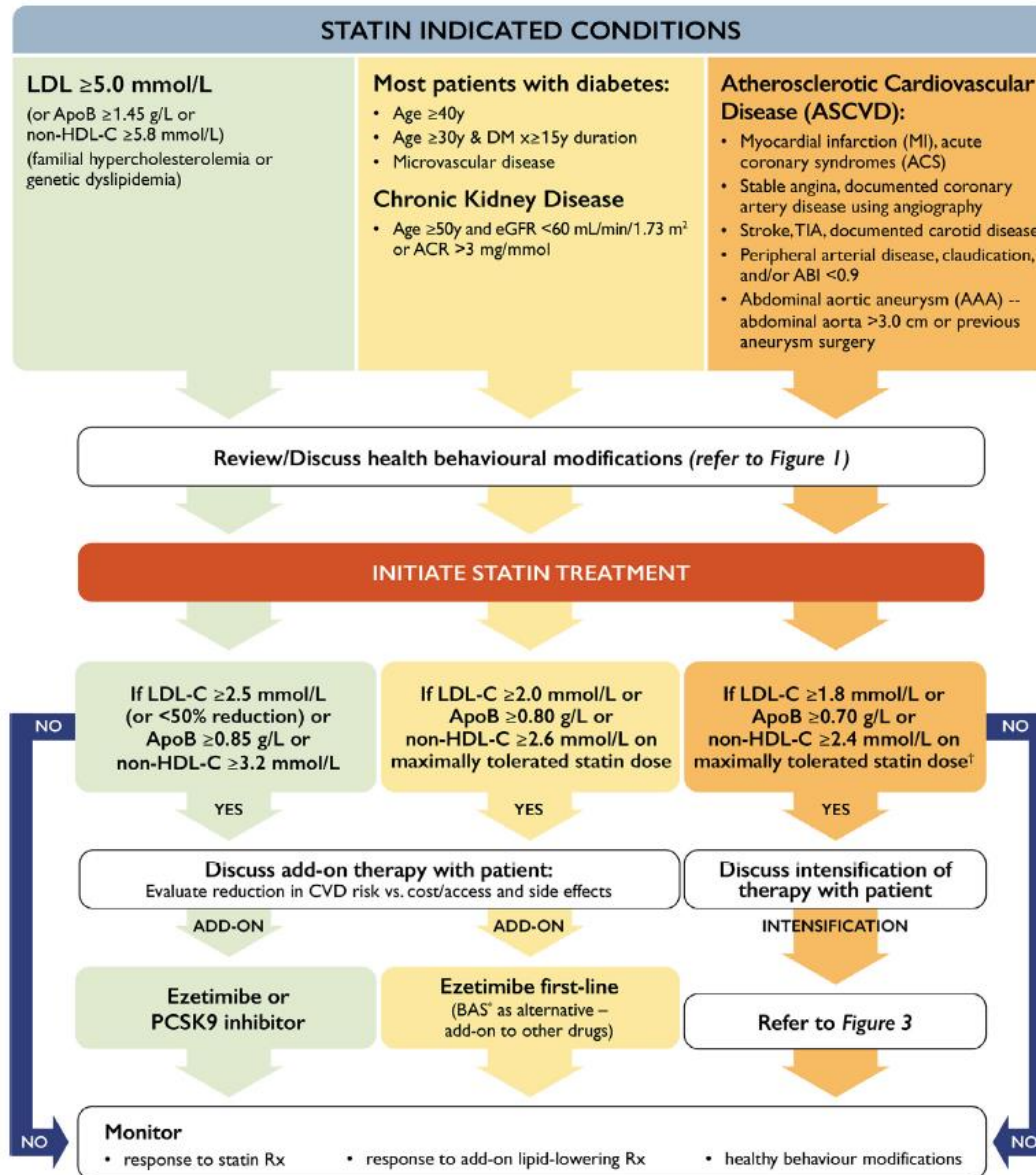 STATIN INDICATED CONDITIONS
LDL ≥5.0 mmol/L
(or ApoB ≥1.45 g/L or
non-HDL-C ≥5.8 mmol/L)
(familial hypercholesterolemia or
genetic dyslipidemia)
Most patients with diabetes:
• Age ≥40y
• Age ≥30y & DM x≥15y duration
• Microvascular disease
Chronic Kidney Disease
• Age ≥50y and eGFR <60 mL/min/1.73 m²
or ACR >3 mg/mmol
Atherosclerotic Cardiovascular
Disease (ASCVD):
• Myocardial infarction (MI), acute
coronary syndromes (ACS)
• Stable angina, documented coronary
artery disease using angiography
• Stroke, TIA, documented carotid disease
• Peripheral arterial disease, claudication,
and/or ABI <0.9
• Abdominal aortic aneurysm (AAA) --
abdominal aorta >3.0 cm or previous
aneurysm surgery
Review/Discuss health behavioural modifications (refer to Figure 1)
INITIATE STATIN TREATMENT
If LDL-C ≥2.5 mmol/L
(or <50% reduction) or
ApoB ≥0.85 g/L or
non-HDL-C ≥3.2 mmol/L
If LDL-C ≥2.0 mmol/L or
ApoB ≥0.80 g/L or
non-HDL-C ≥2.6 mmol/L on
maximally tolerated statin dose
If LDL-C ≥1.8 mmol/L or
ApoB ≥0.70 g/L or
non-HDL-C ≥2.4 mmol/L on
maximally tolerated statin dose†
NO
NO
YES
YES
YES
Discuss add-on therapy with patient:
Evaluate reduction in CVD risk vs. cost/access and side effects
Discuss intensification of
therapy with patient
ADD-ON
ADD-ON
INTENSIFICATION
Ezetimibe or
PCSK9 inhibitor
Ezetimibe first-line
(BAS* as alternative –
add-on to other drugs)
Refer to Figure 3
NO
NO
Monitor
• response to statin Rx
• response to add-on lipid-lowering Rx
• healthy behaviour modifications